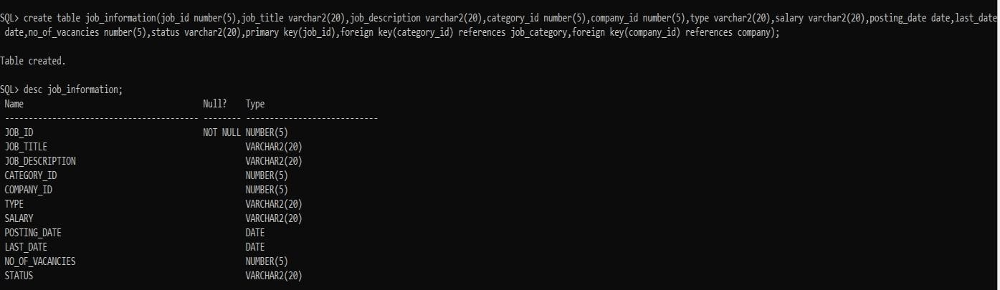 SQL> create table job_information(job_id number(5),job_title varchar2(20),job_description varchar2(20),category_id number(5),company_id number(5),type varchar2(20),salary varchar2(20),posting_date date,last_date
date,no_of_vacancies number(5),status varchar2(20),primary key(job_id),foreign key(category_id) references job_category,foreign key(company_id) references company);
Table created.
SQL> desc job_information;
Name Null? Type
----------------------------------------- -------- ----------------------------
JOB_ID NOT NULL NUMBER(5)
JOB_TITLE VARCHAR2(20)
JOB_DESCRIPTION VARCHAR2(20)
CATEGORY_ID NUMBER(5)
COMPANY_ID NUMBER(5)
TYPE VARCHAR2(20)
SALARY VARCHAR2(20)
POSTING_DATE DATE
LAST_DATE DATE
NO_OF_VACANCIES NUMBER(5)
STATUS VARCHAR2(20)